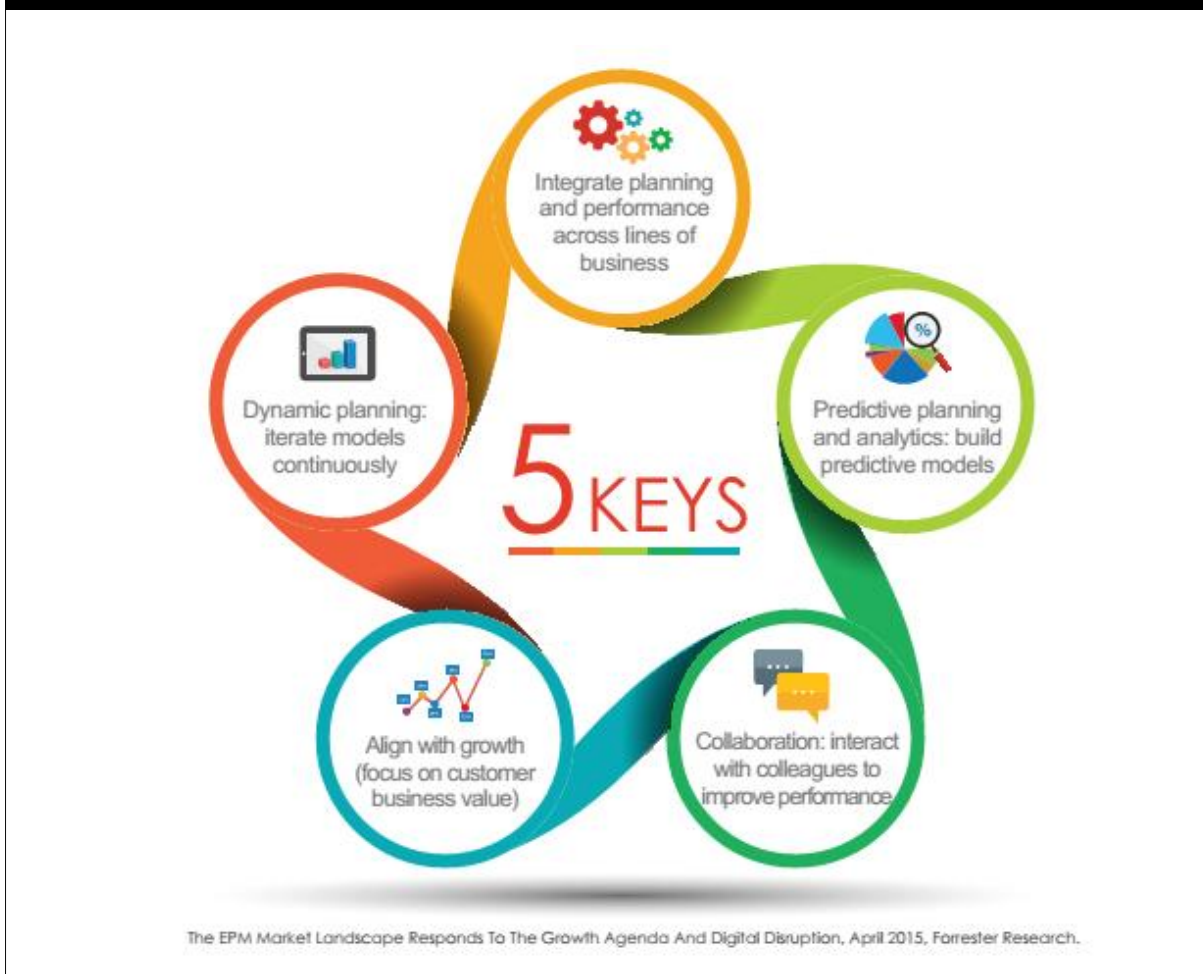 Integrate planning
and performance
across lines of
business
%
Predictive planning
and analytics: build
predictive models
Dynamic planning:
iterate models
continuously
5 KEYS
Collaboration: interact
with colleagues to
improve performance
Align with growth
(focus on customer
business value)
The EPM Market Landscape Responds To The Growth Agenda And Digital Disruption, April 2015, Forrester Research.